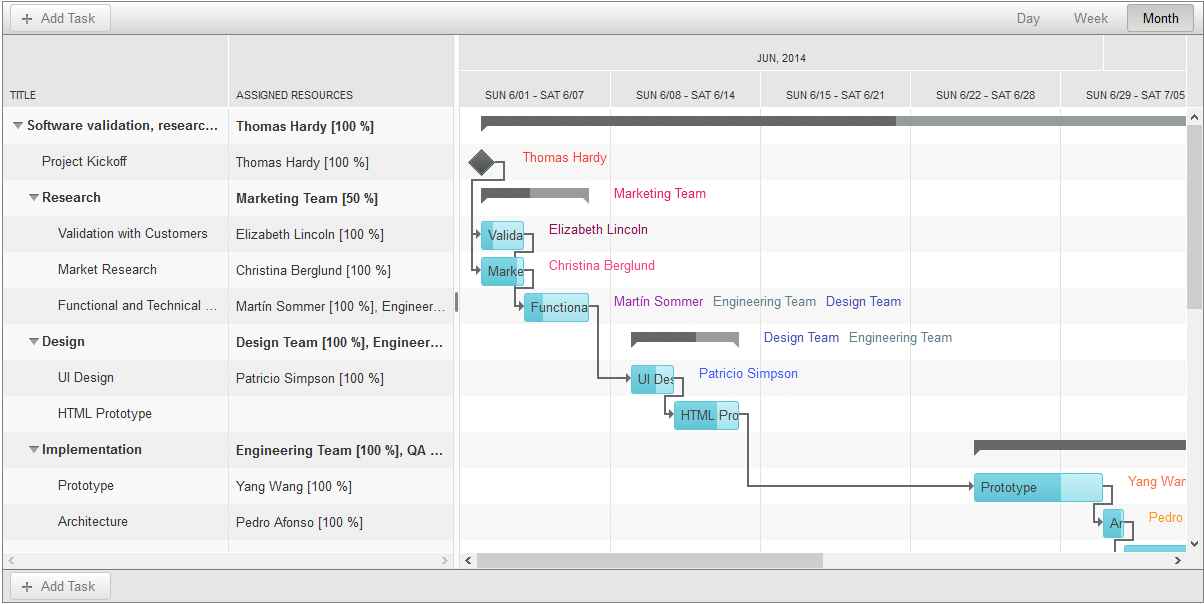 + Add Task
Day Week Month
JUN, 2014
TITLE ASSIGNED RESOURCES SUN 6/01 - SAT 6/07 SUN 6/08 - SAT 6/14 SUN 6/15 - SAT 6/21 SUN 6/22 - SAT 6/28 SUN 6/29 - SAT 7/05
Software validation, researc... Thomas Hardy [100 %]
Project Kickoff Thomas Hardy [100 %] Thomas Hardy
Research Marketing Team [50 %] Marketing Team
Validation with Customers Elizabeth Lincoln [100 %] Valida Elizabeth Lincoln
Market Research Christina Berglund [100 %] Marke Christina Berglund
Functional and Technical ... Martín Sommer [100 %], Engineer... Functiona Martín Sommer Engineering Team Design Team
Design Design Team [100 %], Engineer... Design Team Engineering Team
UI Design Patricio Simpson [100 %] UI Des Patricio Simpson
HTML Prototype HTML Pro
Implementation Engineering Team [100 %], QA ...
Prototype Yang Wang [100 %] Prototype Yang Wan
Architecture Pedro Afonso [100 %] Ar Pedro
+ Add Task